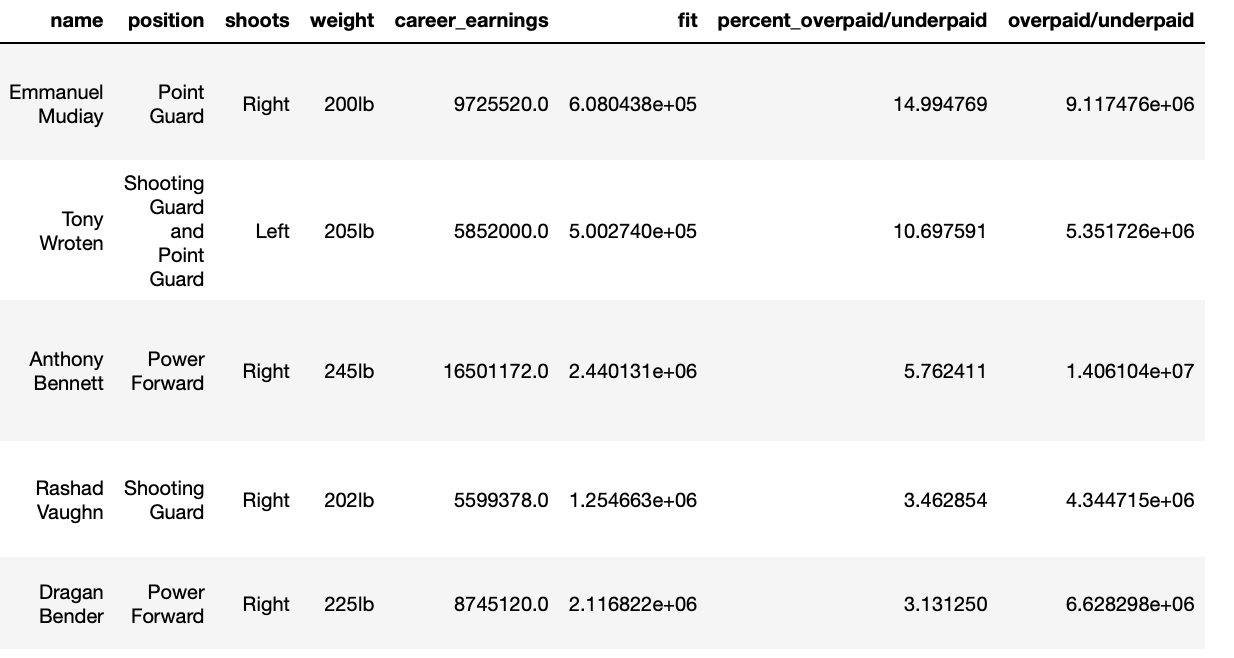 name position shoots weight career_earnings fit percent_overpaid/underpaid overpaid/underpaid
Emmanuel Mudiay Point Guard Right 200lb 9725520.0 6.080438e+05 14.994769 9.117476e+06
Tony Wroten Shooting Guard and Point Guard Left 205lb 5852000.0 5.002740e+05 10.697591 5.351726e+06
Anthony Bennett Power Forward Right 245lb 16501172.0 2.440131e+06 5.762411 1.406104e+07
Rashad Vaughn Shooting Guard Right 202lb 5599378.0 1.254663e+06 3.462854 4.344715e+06
Dragan Bender Power Forward Right 225lb 8745120.0 2.116822e+06 3.131250 6.628298e+06